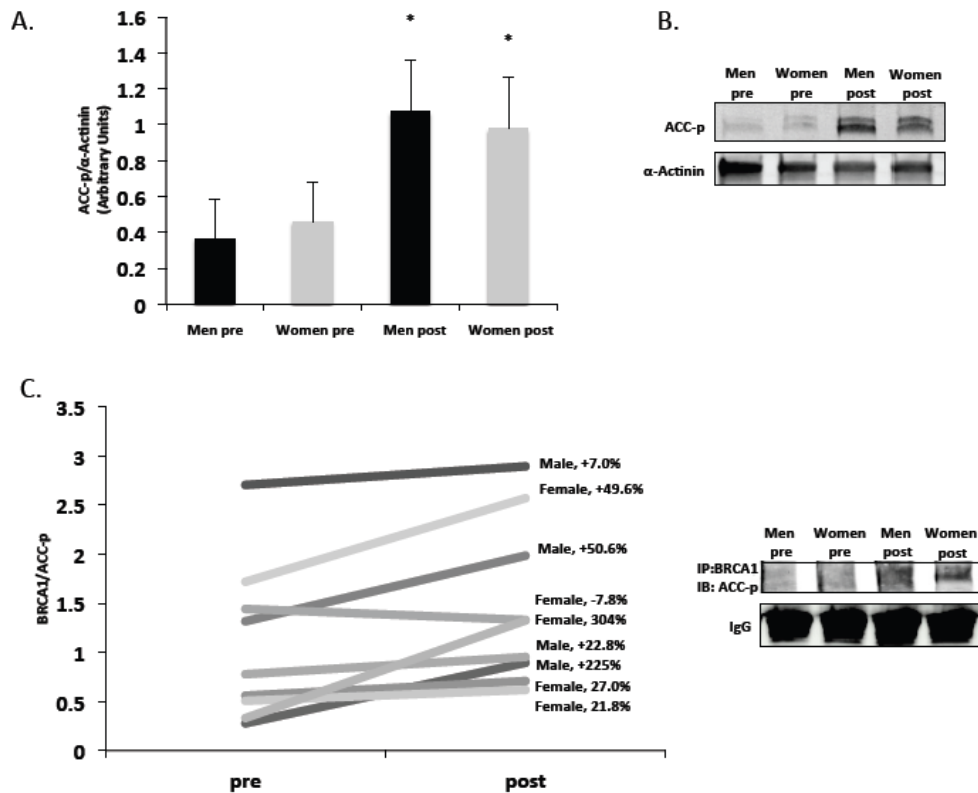 A.
1.6
1.4
1.2
1
0.8
0.6
0.4
0.2
0
ACC-p/α-Actinin
(Arbitrary Units)
*
*
Men pre
Women pre
Men post
Women post
B.
Men
pre
Women
pre
Men
post
Women
post
ACC-p
α-Actinin
C.
3.5
3
2.5
2
1.5
1
0.5
0
BRCA1/ACC-p
Male, +7.0%
Female, +49.6%
Male, +50.6%
Female, -7.8%
Female, 304%
Male, +22.8%
Male, +225%
Female, 27.0%
Female, 21.8%
pre
post
Men
pre
Women
pre
Men
post
Women
post
IP:BRCA1
IB: ACC-p
IgG